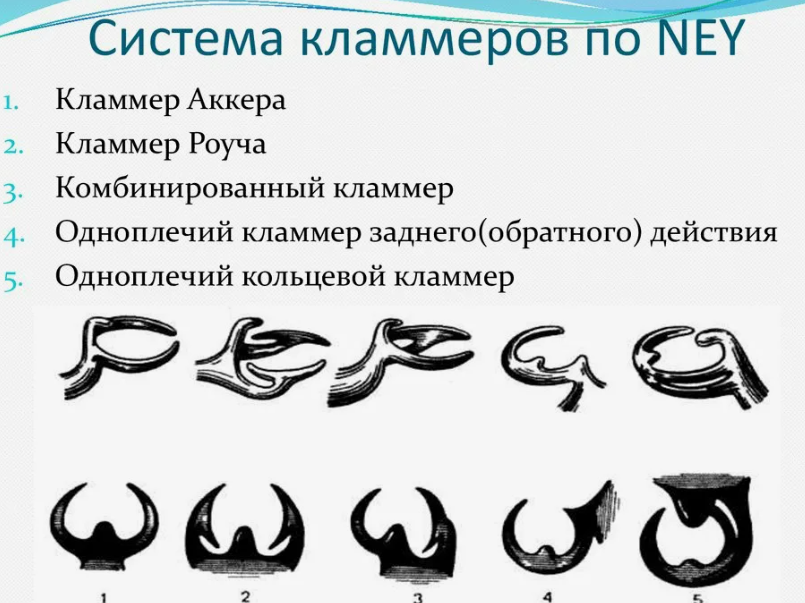 Система кламмеров по NEY
1. Кламмер Аккера
2. Кламмер Роуча
3. Комбинированный кламмер
4. Одноплечий кламмер заднего(обратного) действия
5. Одноплечий кольцевой кламмер
1 2 3 4 5